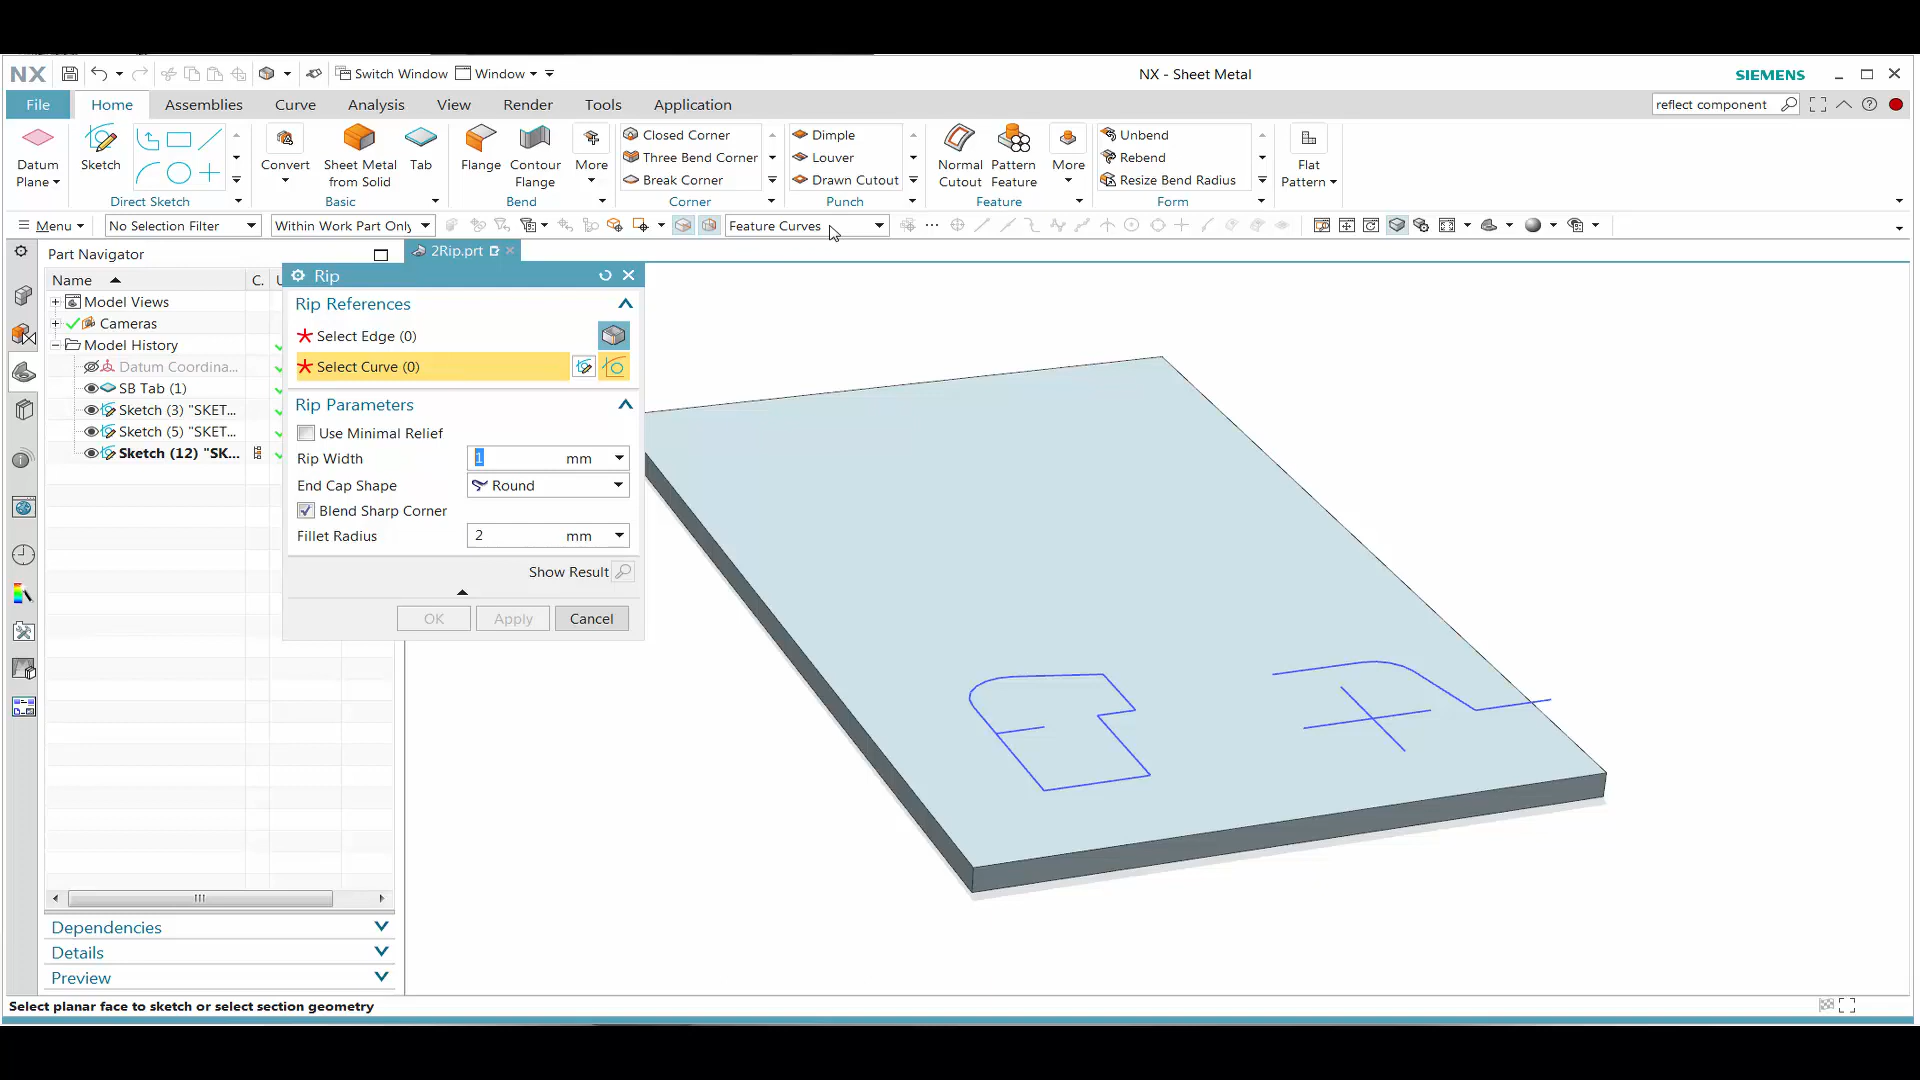 NX
Switch Window
Window
NX - Sheet Metal
SIEMENS
File
Home
Assemblies
Curve
Analysis
View
Render
Tools
Application
reflect component
Datum
Plane
Sketch
Direct Sketch
Convert
Sheet Metal
from Solid
Tab
Basic
Flange
Contour
Flange
More
Bend
Closed Corner
Three Bend Corner
Break Corner
Corner
Dimple
Louver
Drawn Cutout
Punch
Normal
Cutout
Pattern
Feature
More
Feature
Unbend
Rebend
Resize Bend Radius
Form
Flat
Pattern
Menu
No Selection Filter
Within Work Part Only
Feature Curves
Part Navigator
2Rip.prt
Name
C.
Model Views
Cameras
Model History
Datum Coordina...
SB Tab (1)
Sketch (3) "SKET...
Sketch (5) "SKET...
Sketch (12) "SK...
Rip
Rip References
Select Edge (0)
Select Curve (0)
Rip Parameters
Use Minimal Relief
Rip Width
1 mm
End Cap Shape
Round
Blend Sharp Corner
Fillet Radius
2 mm
Show Result
OK
Apply
Cancel
Dependencies
Details
Preview
Select planar face to sketch or select section geometry